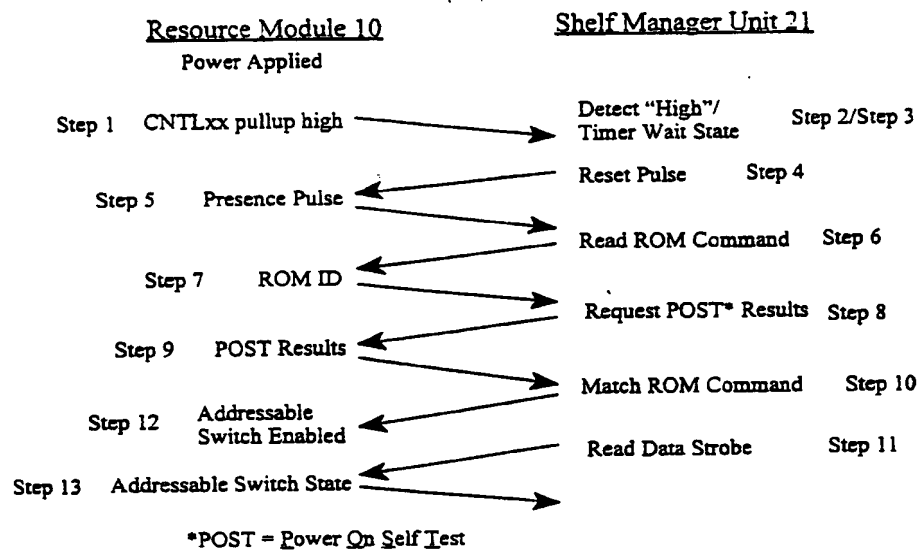 Resource Module 10 Shelf Manager Unit 21
Power Applied
Step 1 CNTLxx pullup high
Detect "High"/
Timer Wait State
Step 2/Step 3
Reset Pulse Step 4
Step 5 Presence Pulse
Read ROM Command Step 6
Step 7 ROM ID
Request POST* Results Step 8
Step 9 POST Results
Match ROM Command Step 10
Step 12 Addressable
Switch Enabled
Read Data Strobe Step 11
Step 13 Addressable Switch State
*POST = Power On Self Test